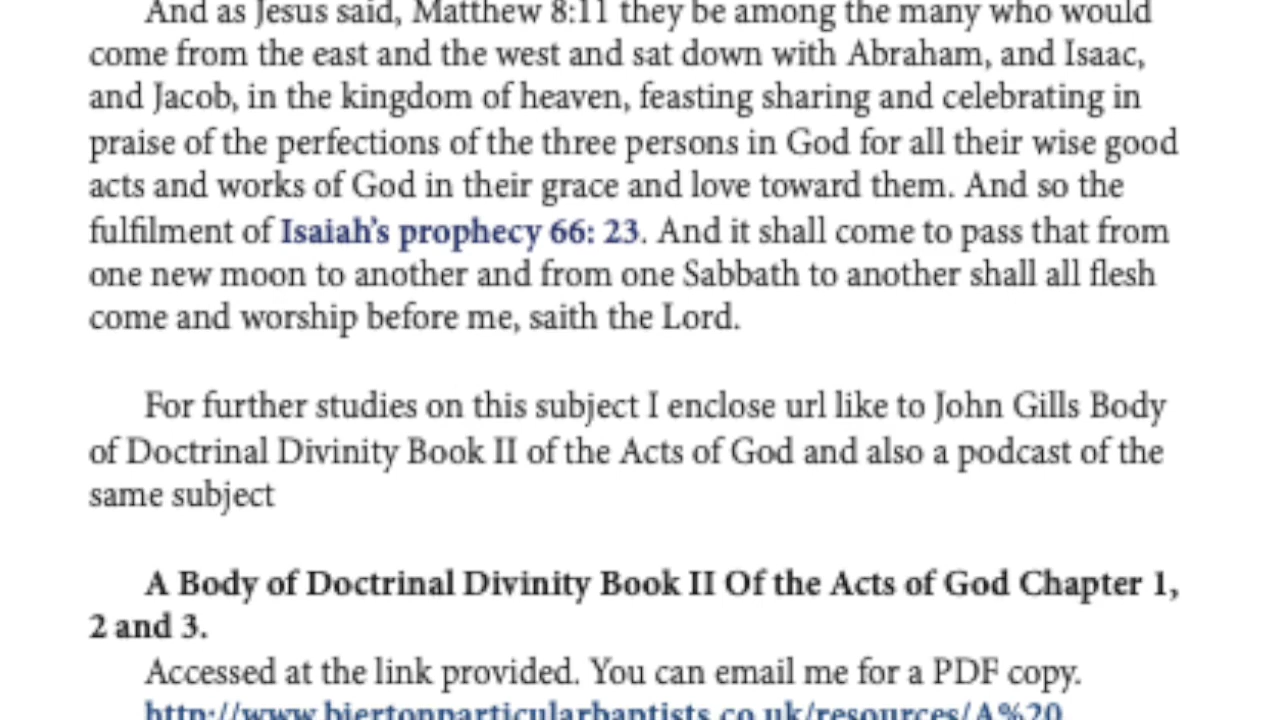 And as Jesus said, Matthew 8:11 they be among the many who would
come from the east and the west and sat down with Abraham, and Isaac,
and Jacob, in the kingdom of heaven, feasting sharing and celebrating in
praise of the perfections of the three persons in God for all their wise good
acts and works of God in their grace and love toward them. And so the
fulfilment of Isaiah’s prophecy 66: 23. And it shall come to pass that from
one new moon to another and from one Sabbath to another shall all flesh
come and worship before me, saith the Lord.
For further studies on this subject I enclose url like to John Gills Body
of Doctrinal Divinity Book II of the Acts of God and also a podcast of the
same subject
A Body of Doctrinal Divinity Book II Of the Acts of God Chapter 1,
2 and 3.
Accessed at the link provided. You can email me for a PDF copy.
http://www.biertonparticularbaptists.co.uk/resources/A%20